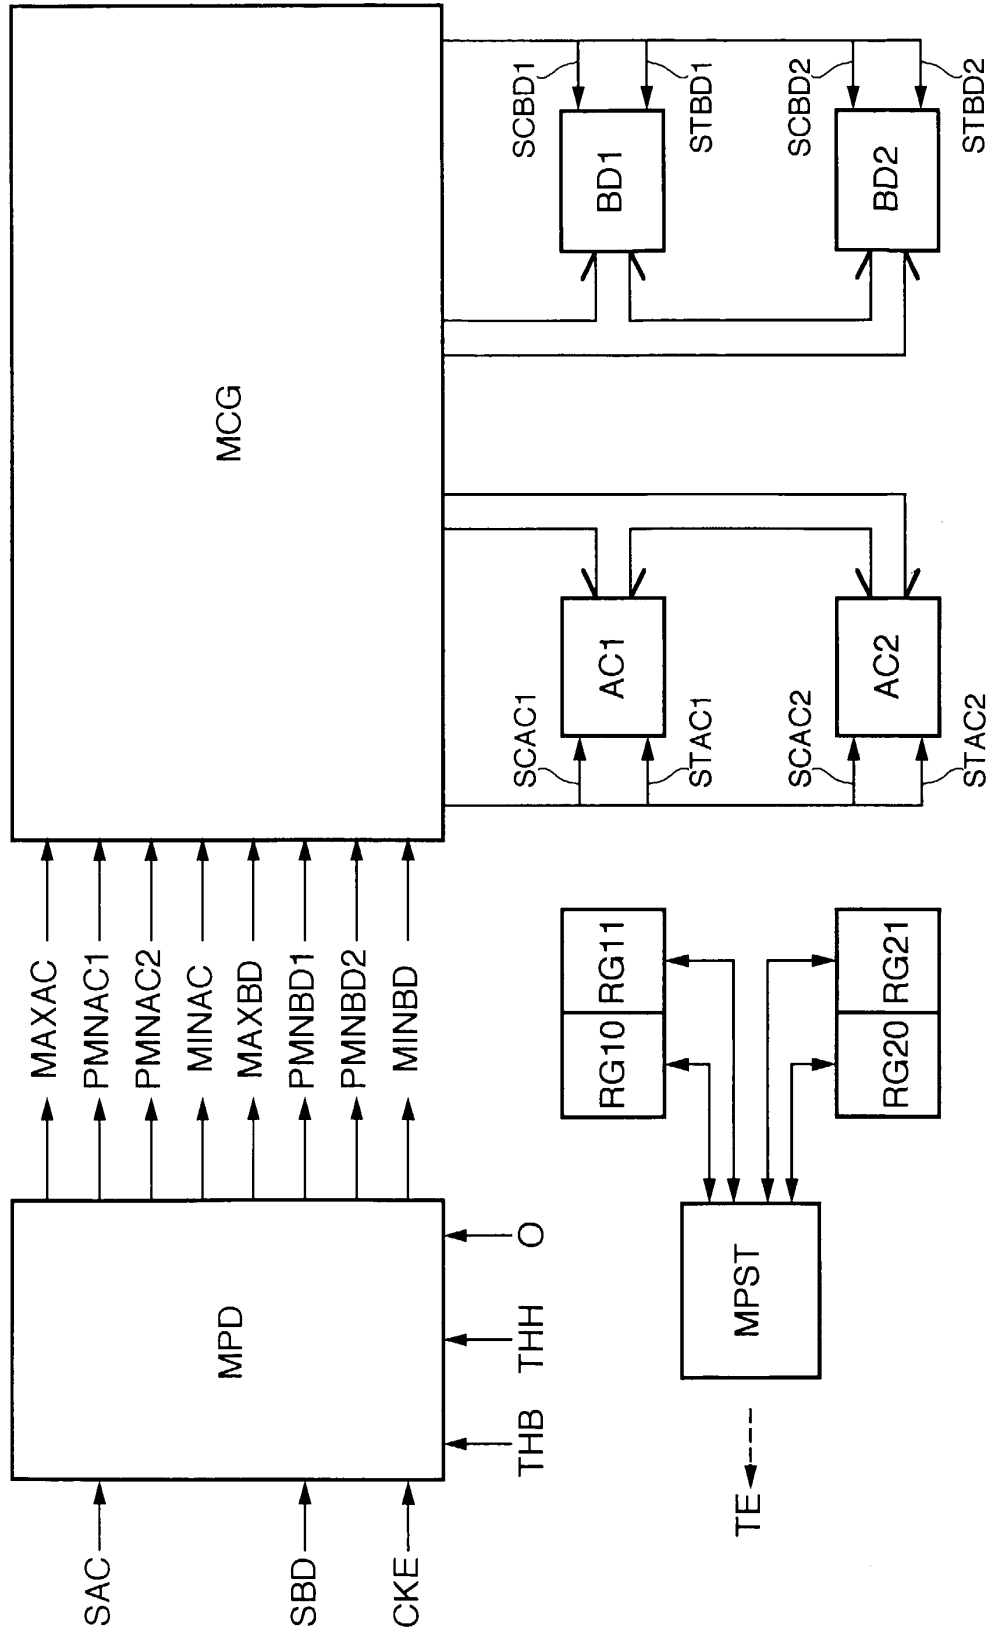 SAC
SBD
CKE
MPD
THB
THH
O
MAXAC
PMNAC1
PMNAC2
MINAC
MAXBD
PMNBD1
PMNBD2
MINBD
MCG
SCAC1
STAC1
SCAC2
STAC2
AC1
AC2
BD1
BD2
SCBD1
STBD1
SCBD2
STBD2
TE
MPST
RG10
RG11
RG20
RG21